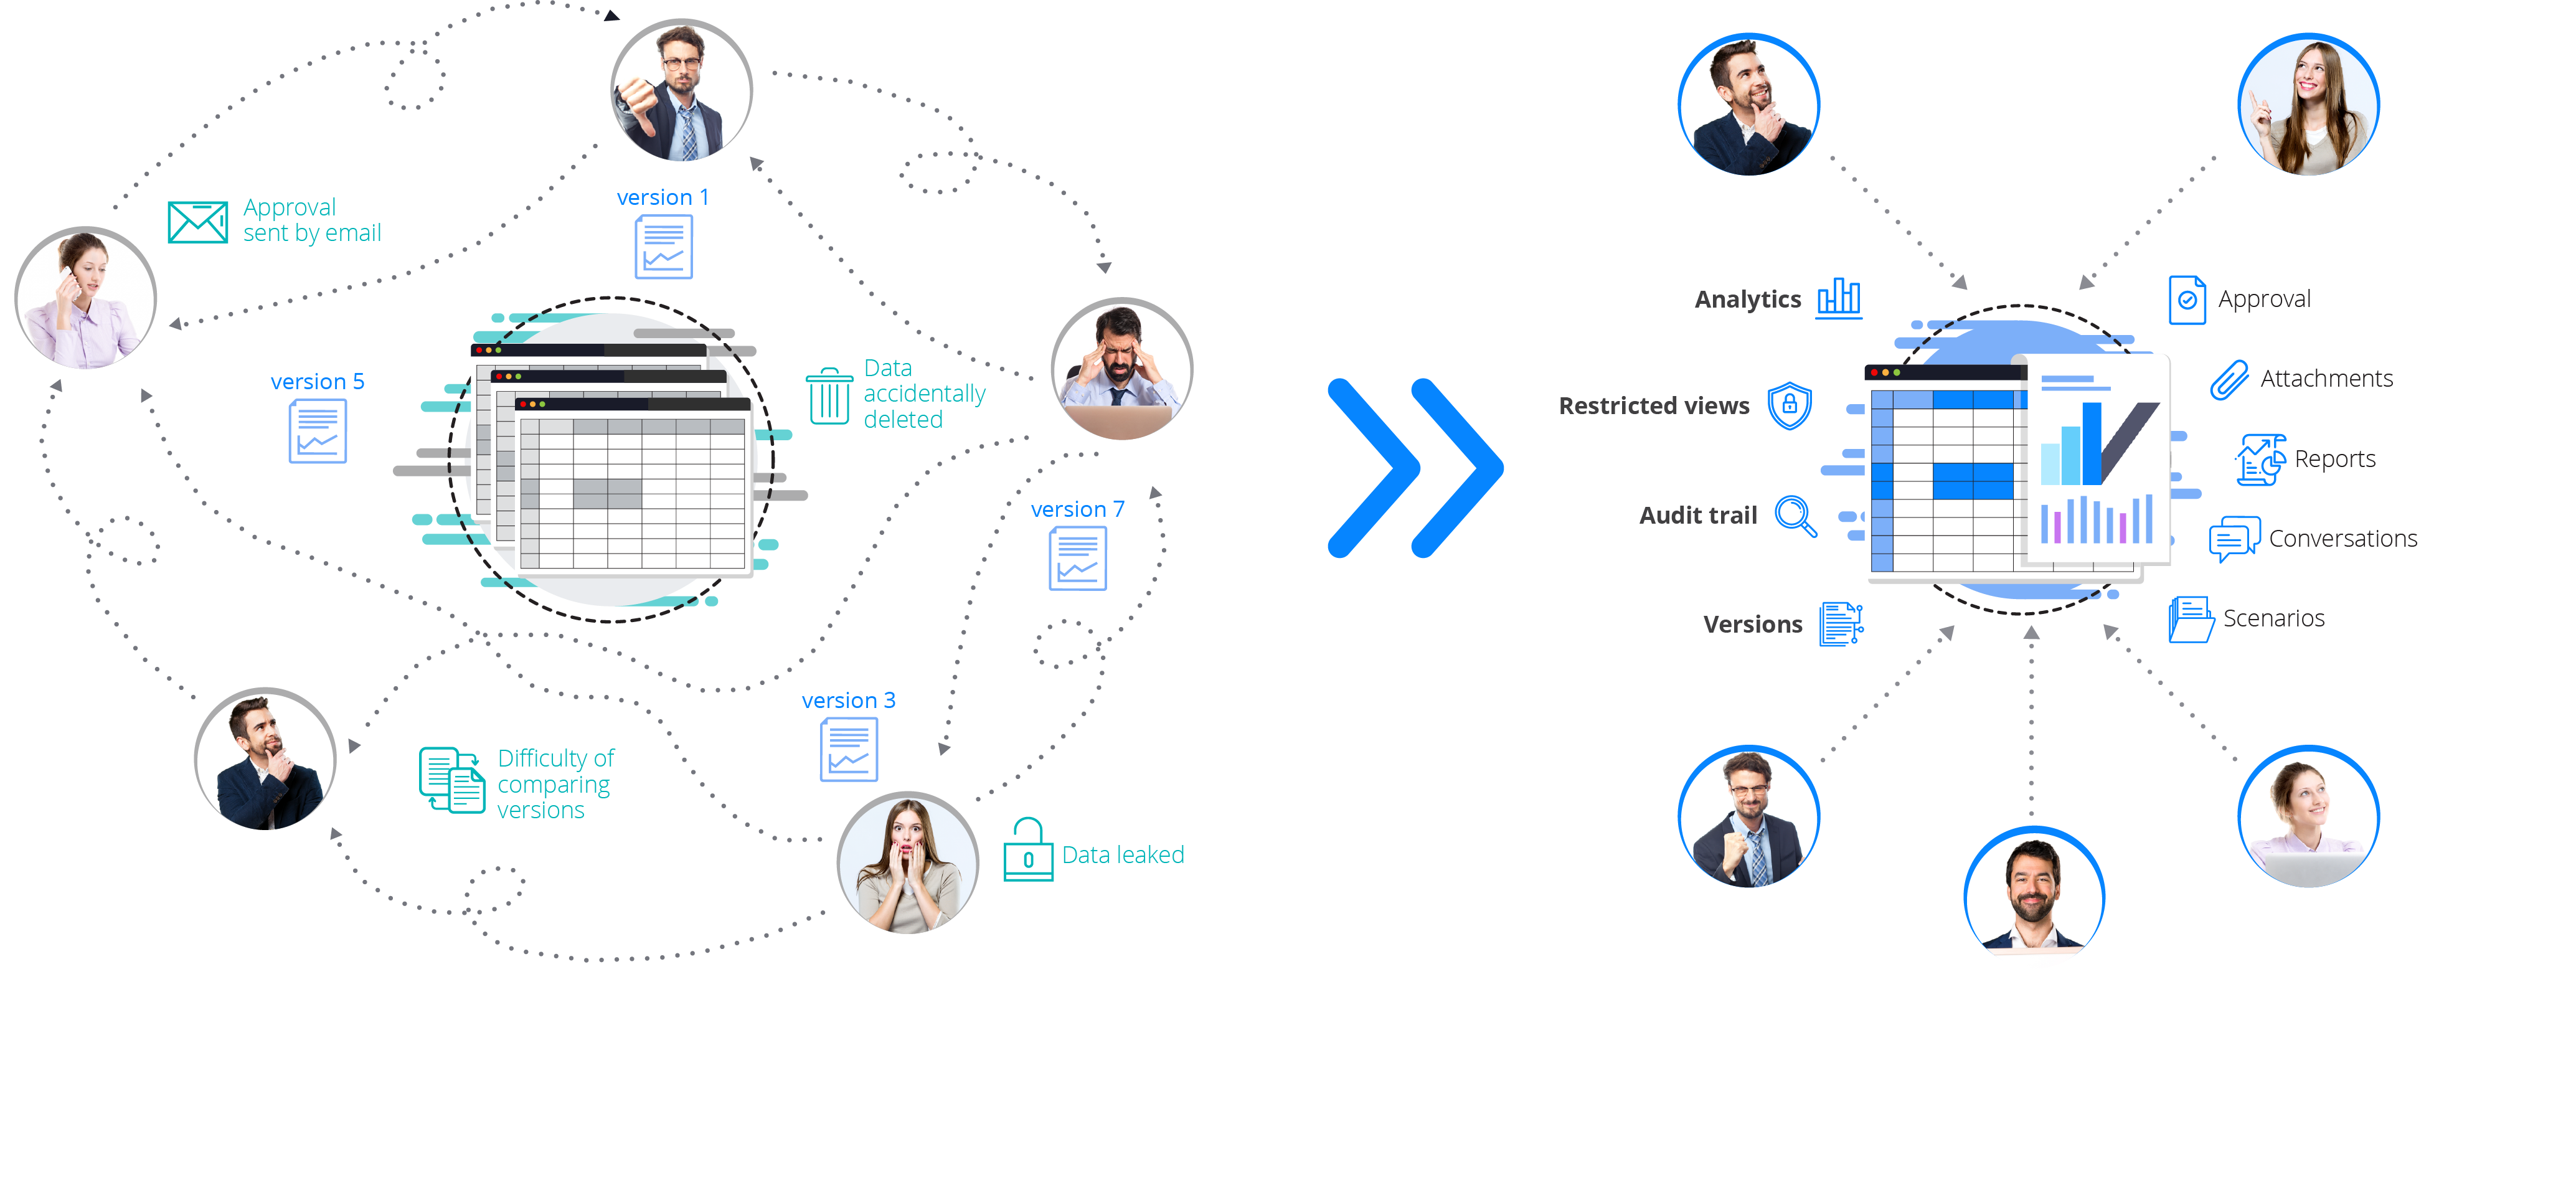 version 1
Approval
sent by email
version 5
Data
accidentally
deleted
version 7
version 3
Difficulty of
comparing
versions
Data leaked
Analytics
Restricted views
Audit trail
Versions
Approval
Attachments
Reports
Conversations
Scenarios